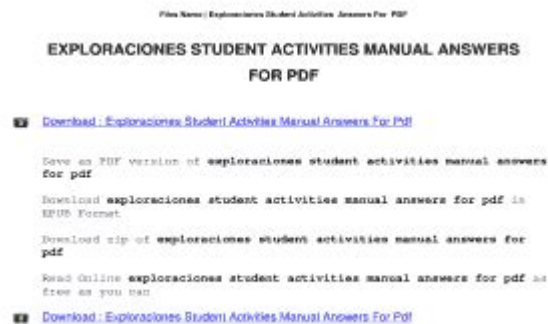 Files Name | Exploraciones Student Activities Answers For PDF
EXPLORACIONES STUDENT ACTIVITIES MANUAL ANSWERS
FOR PDF
Download : Exploraciones Student Activities Manual Answers For Pdf
Save as PDF version of exploraciones student activities manual answers
for pdf
Download exploraciones student activities manual answers for pdf in
EPUB Format
Download zip of exploraciones student activities manual answers for
pdf
Read Online exploraciones student activities manual answers for pdf as
free as you can
Download : Exploraciones Student Activities Manual Answers For Pdf